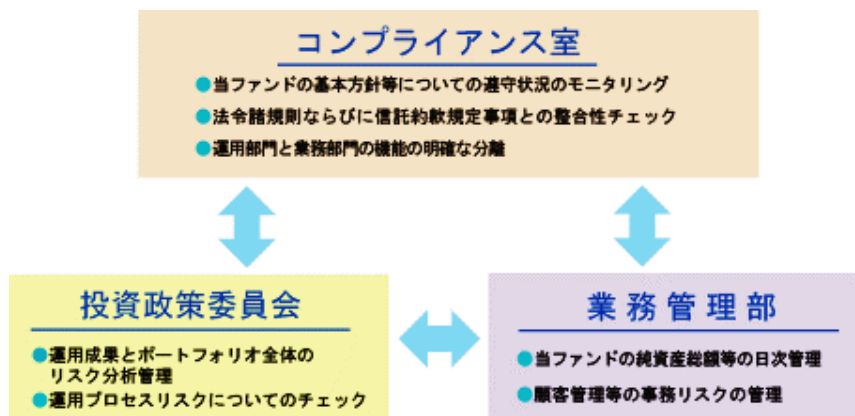 コンプライアンス室
●当ファンドの基本方針等についての遵守状況のモニタリング
●法令諸規則ならびに信託約款規定事項との整合性チェック
●運用部門と業務部門の機能の明確な分離
投資政策委員会
●運用成果とポートフォリオ全体の
リスク分析管理
●運用プロセスリスクについてのチェック
業務管理部
●当ファンドの純資産総額等の日次管理
●顧客管理等の事務リスクの管理